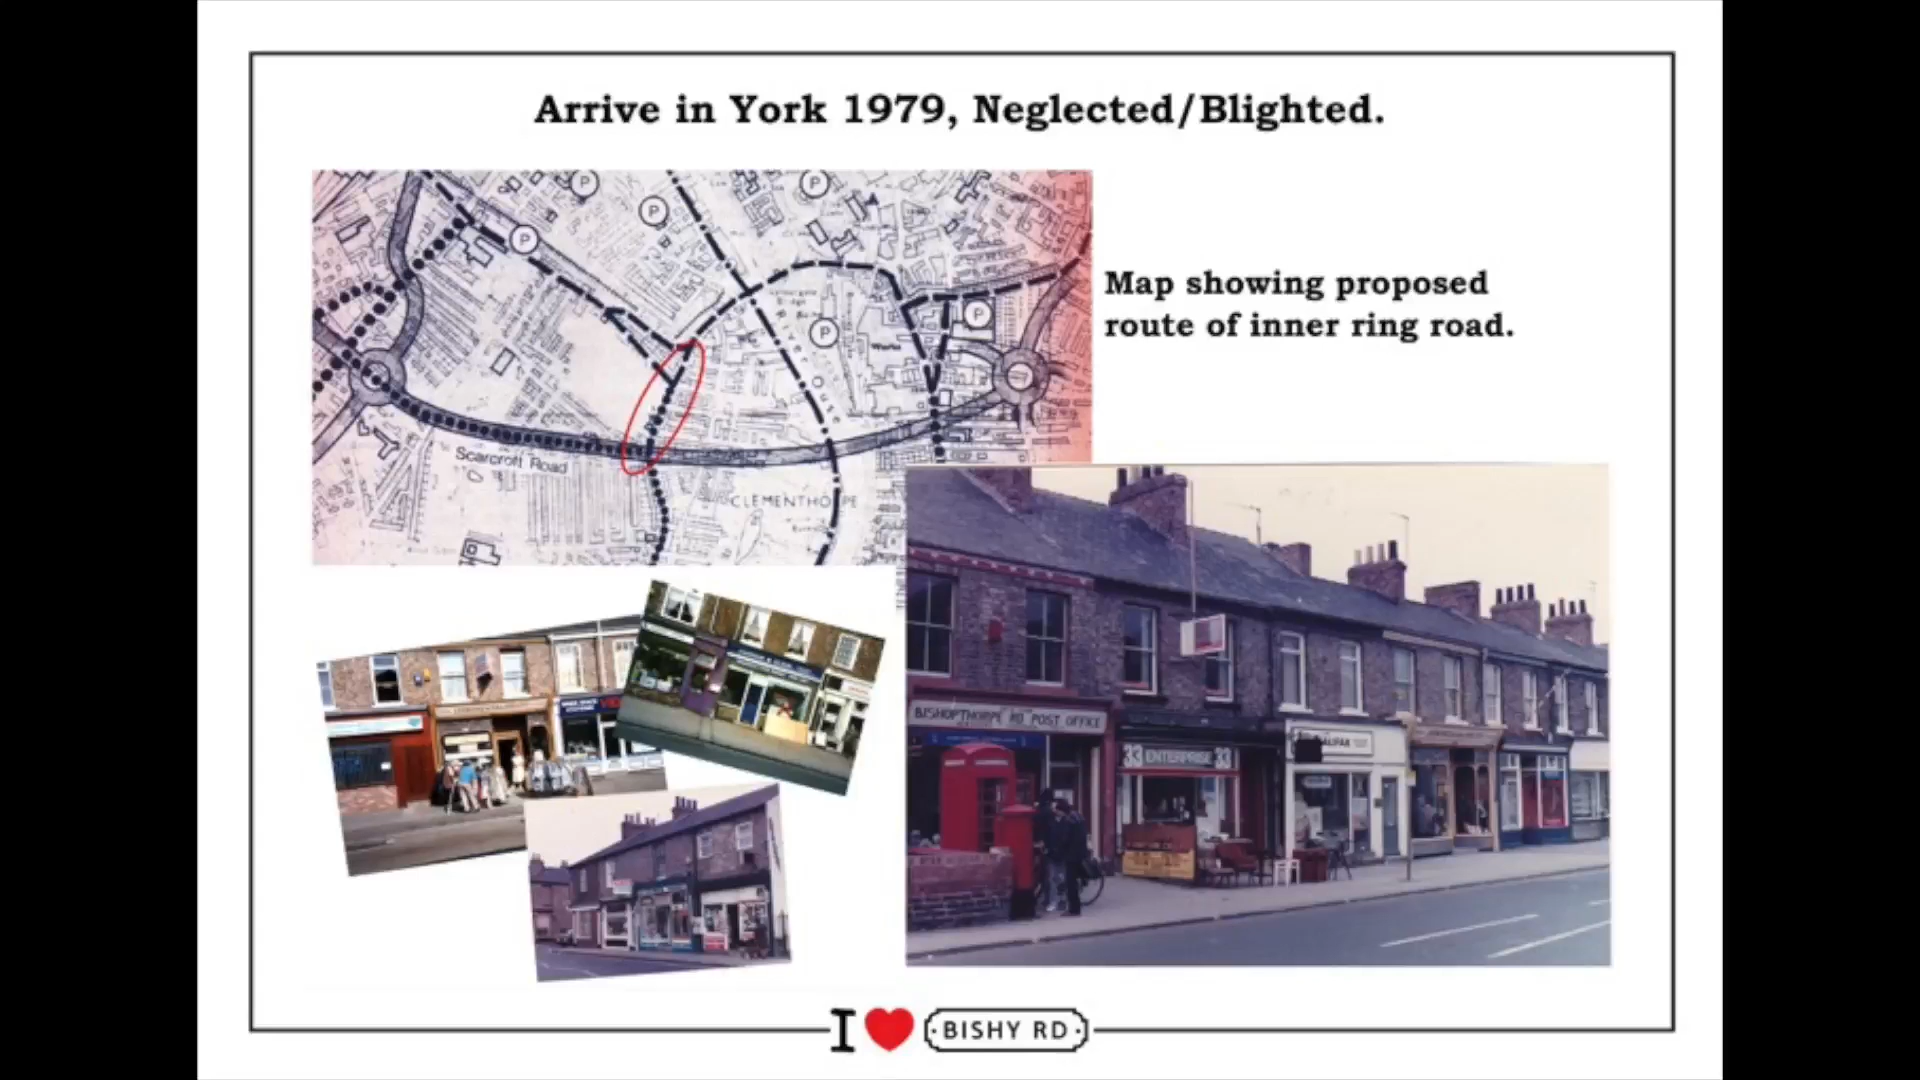 Arrive in York 1979, Neglected/Blighted.
P
P
P
P
P
P
Map showing proposed
route of inner ring road.
Scarcroft Road
CLEMENTHORPE
BISHOPTHORPE RD POST OFFICE
33 ENTERPRISE 33
HALIFAX
I ♥ BISHY RD